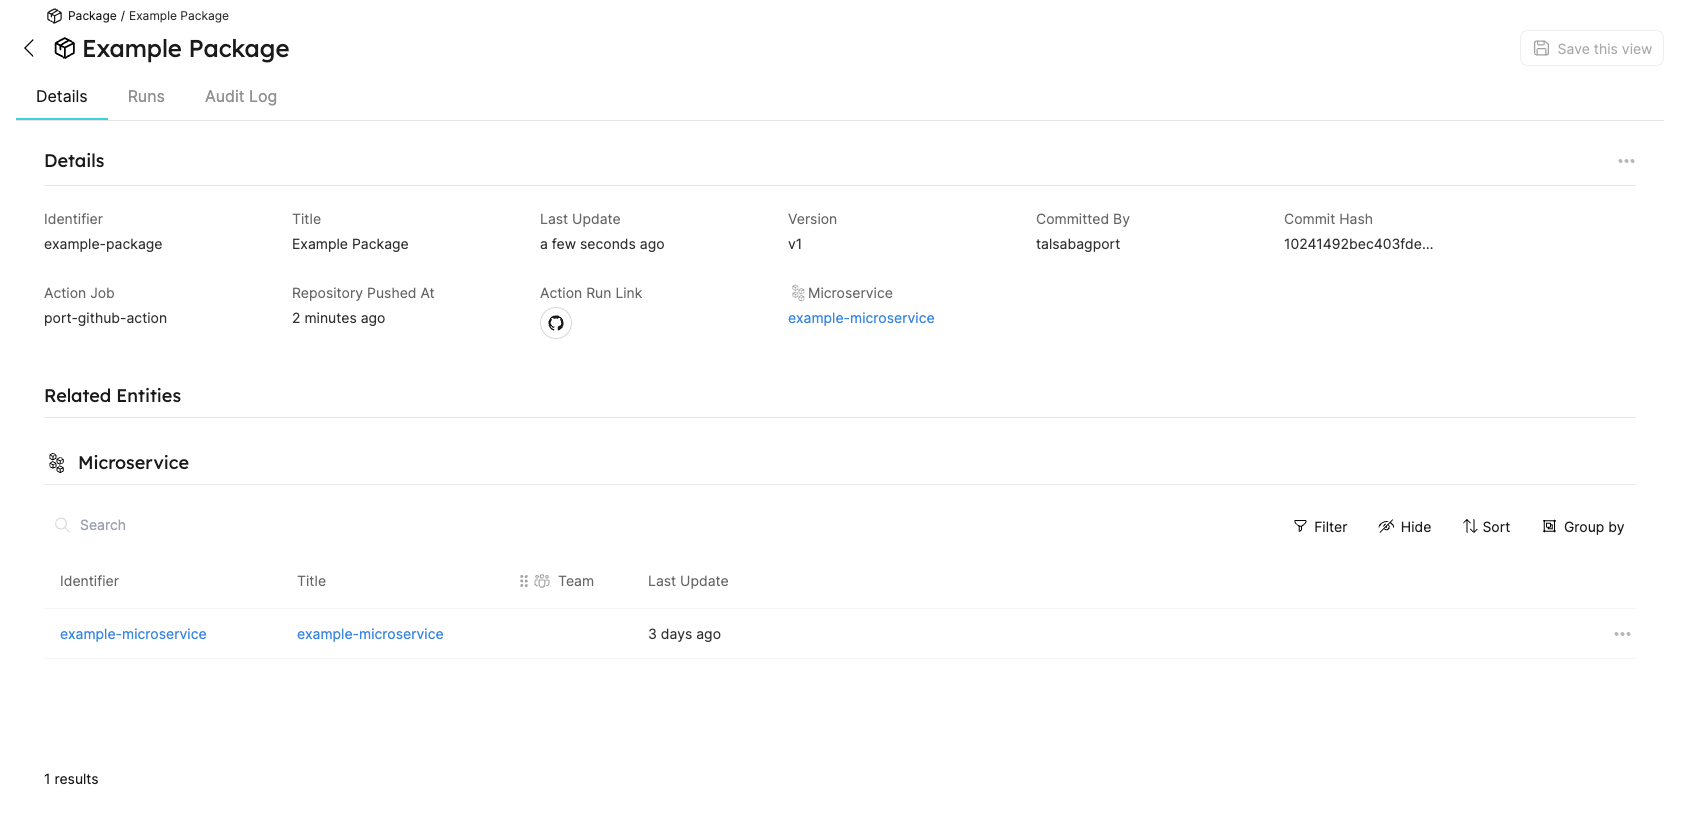 Package / Example Package
Example Package
Save this view
Details Runs Audit Log
Details
Identifier Title Last Update Version Committed By Commit Hash
example-package Example Package a few seconds ago v1 talsabagport 10241492bec403fde...
Action Job Repository Pushed At Action Run Link Microservice
port-github-action 2 minutes ago example-microservice
Related Entities
Microservice
Search Filter Hide Sort Group by
Identifier Title Team Last Update
example-microservice example-microservice 3 days ago
1 results